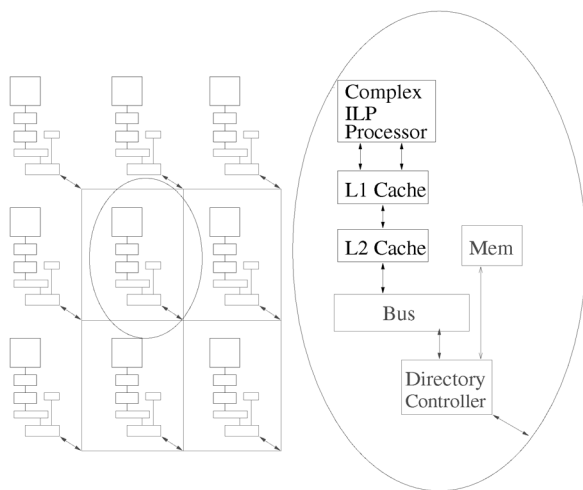 Complex
ILP
Processor
L1 Cache
L2 Cache
Mem
Bus
Directory
Controller